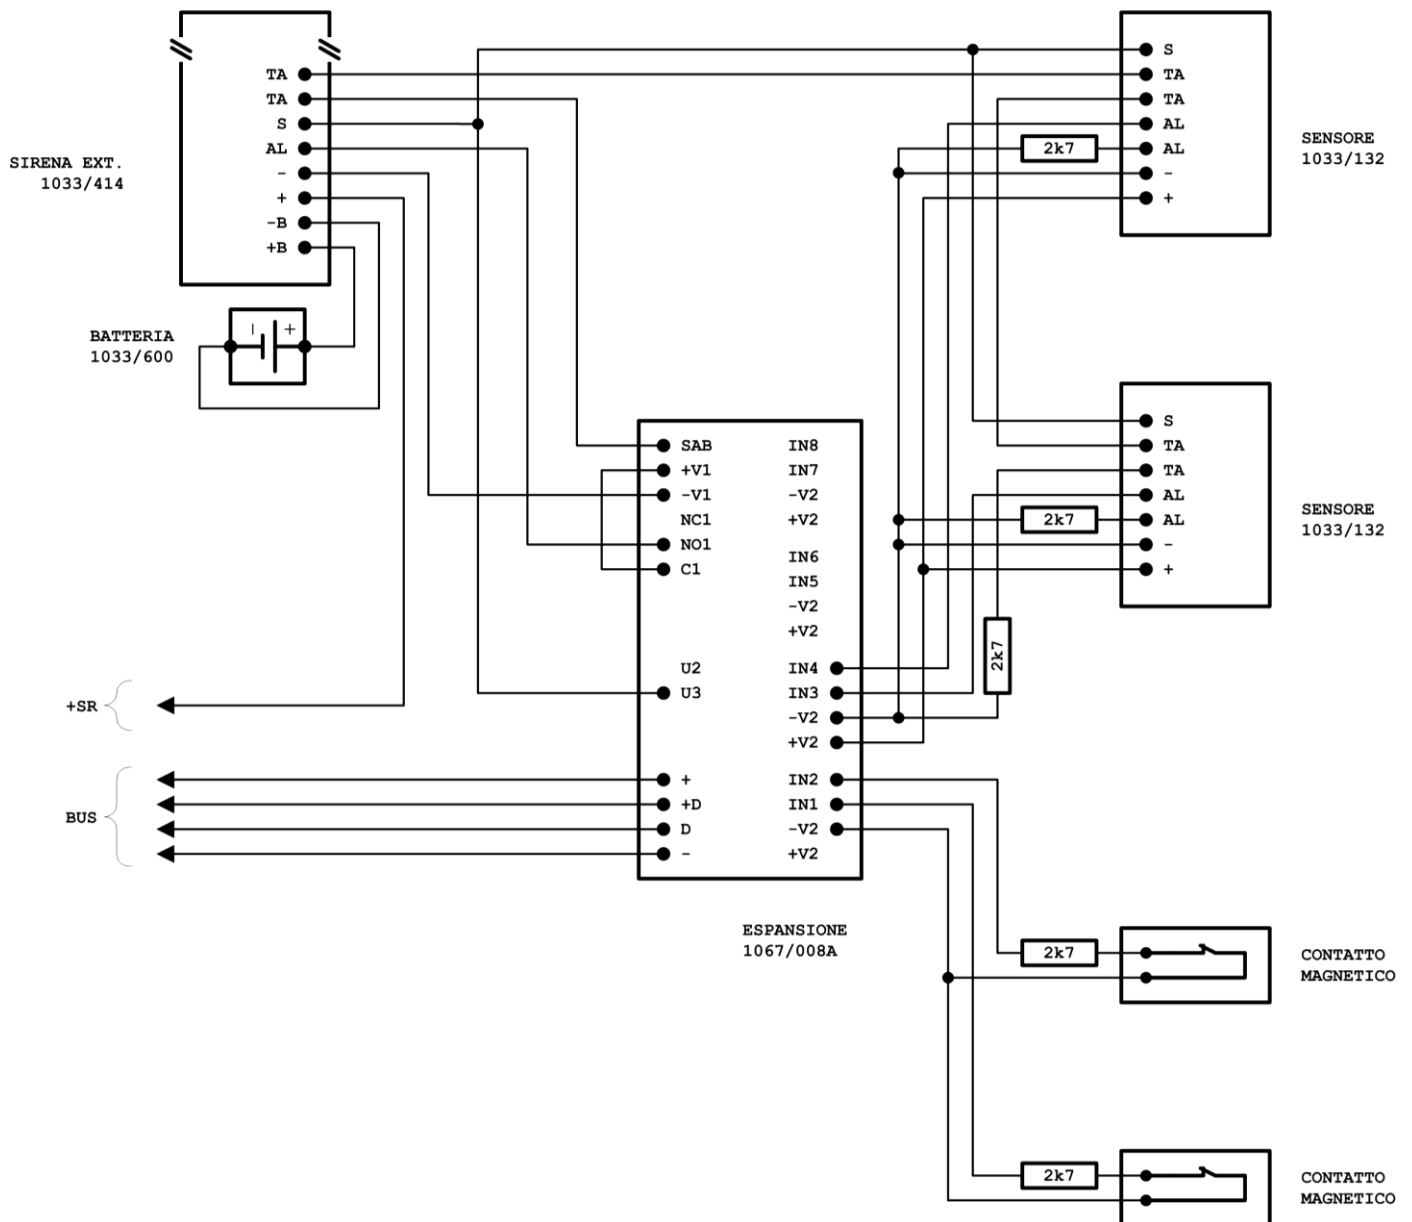 TA
TA
S
AL
-
+
-B
+B
SIRENA EXT.
1033/414
BATTERIA
1033/600
- +
S
TA
TA
AL
AL
-
+
2k7
SENSORE
1033/132
S
TA
TA
AL
AL
-
+
2k7
2k7
SENSORE
1033/132
SAB
+V1
-V1
NC1
NO1
C1
U2
U3
+
+D
D
-
IN8
IN7
-V2
+V2
IN6
IN5
-V2
+V2
IN4
IN3
-V2
+V2
IN2
IN1
-V2
+V2
+SR
BUS
ESPANSIONE
1067/008A
2k7
CONTATTO
MAGNETICO
2k7
CONTATTO
MAGNETICO